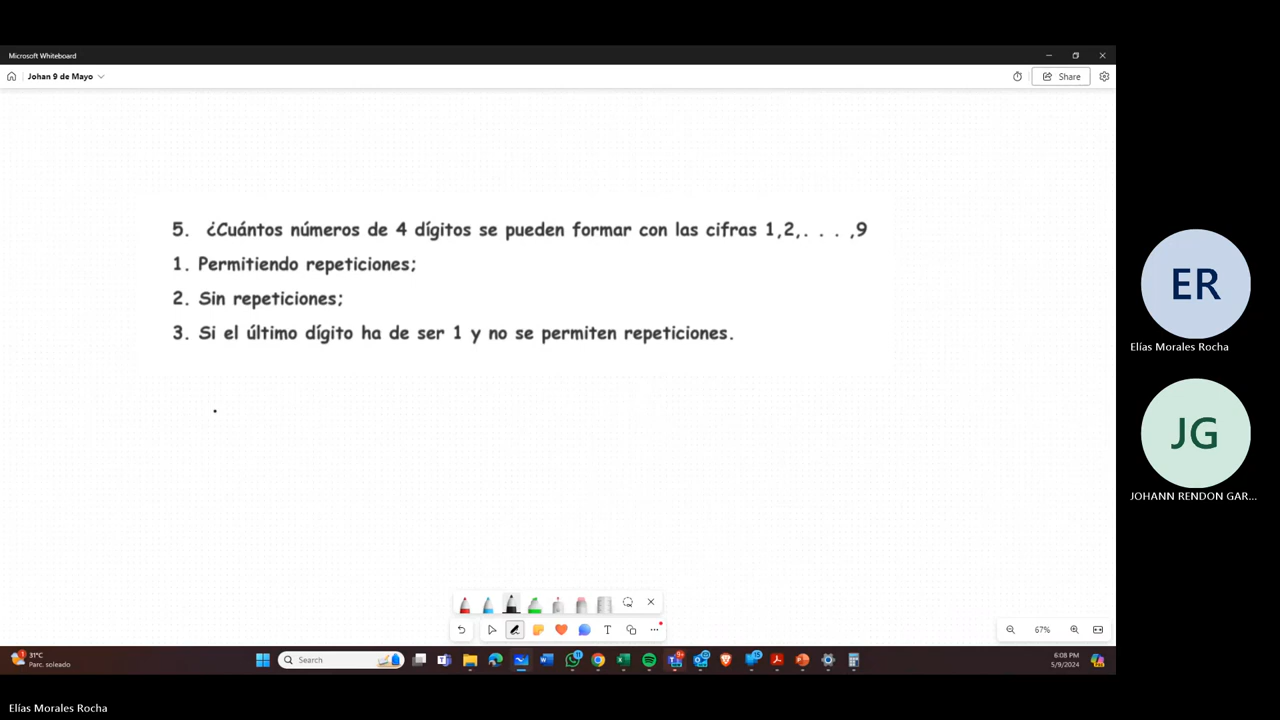 Microsoft Whiteboard
Johan 9 de Mayo
Share
5. ¿Cuántos números de 4 dígitos se pueden formar con las cifras 1,2,. . . ,9
1. Permitiendo repeticiones;
2. Sin repeticiones;
3. Si el último dígito ha de ser 1 y no se permiten repeticiones.
ER
Elías Morales Rocha
JG
JOHANN RENDON GAR...
67%
31°C
Parc. soleado
Search
6:08 PM
5/9/2024
Elías Morales Rocha